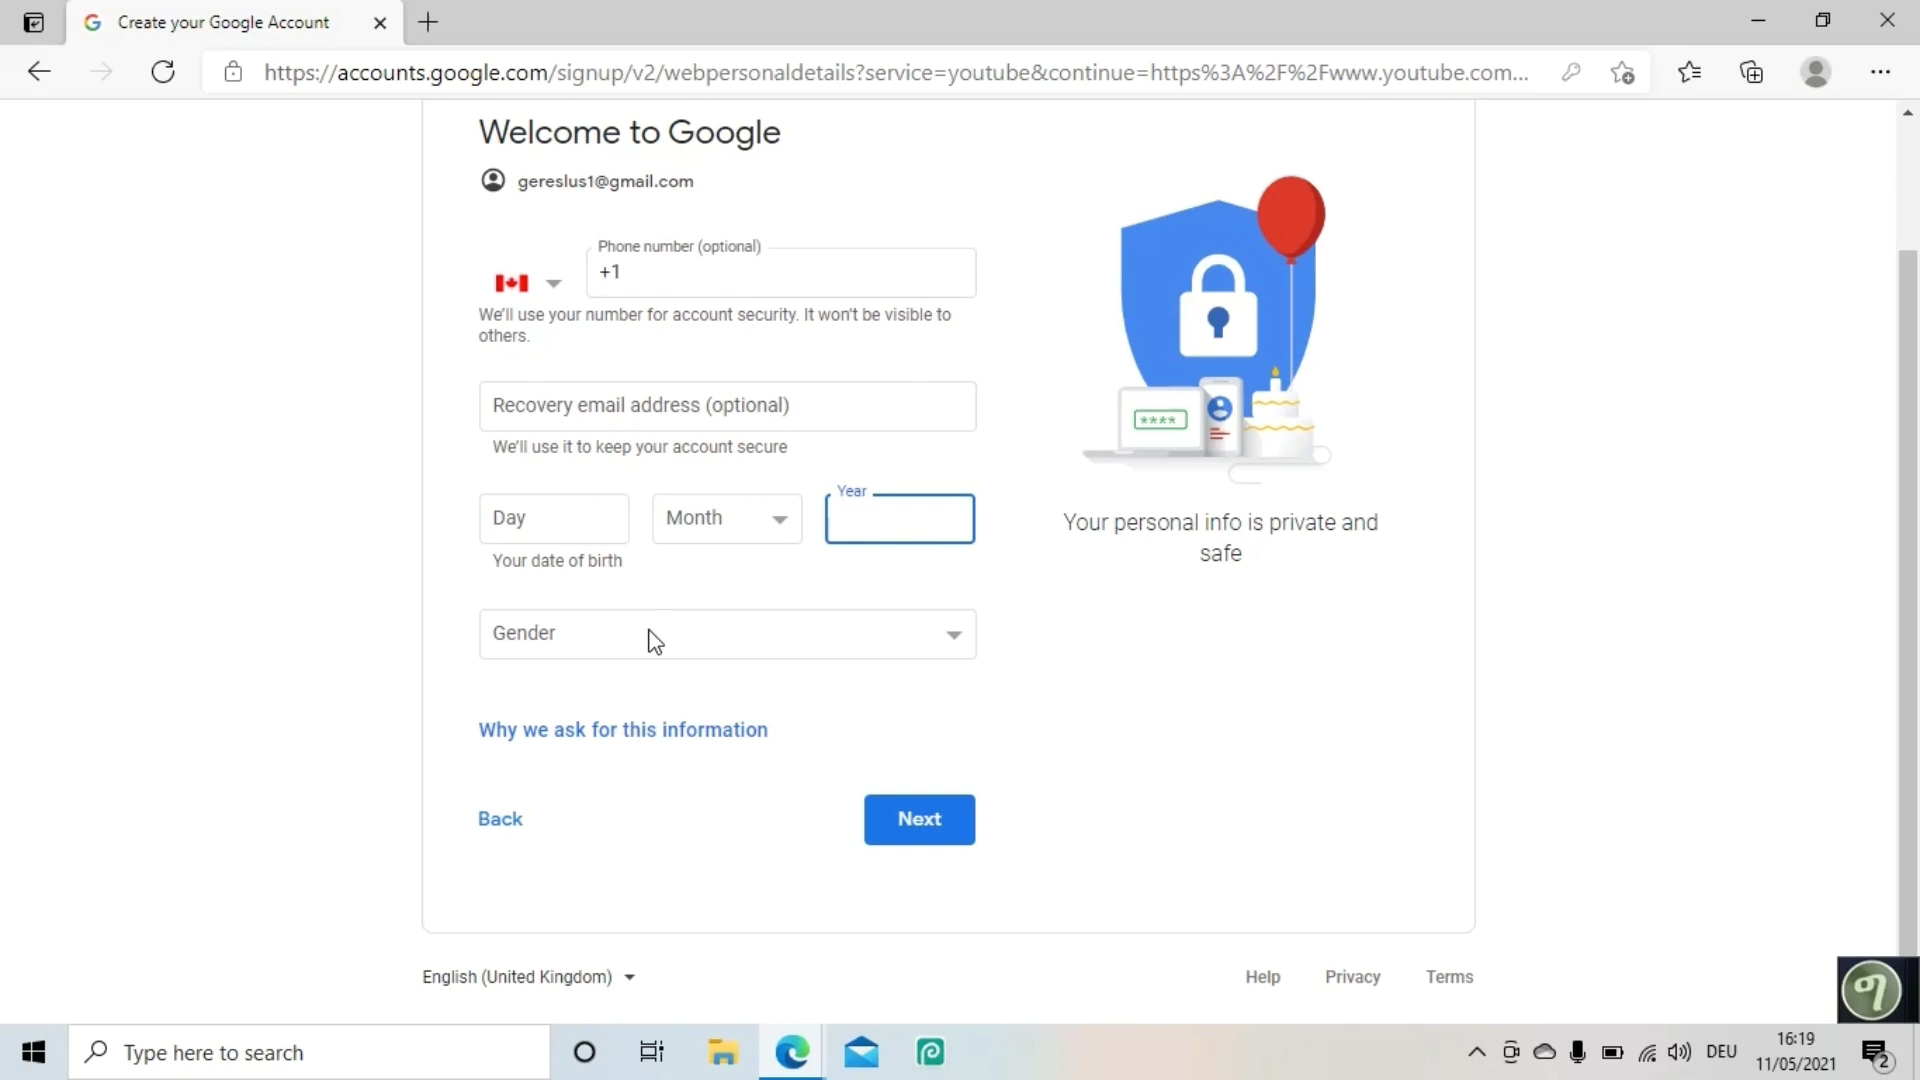 Create your Google Account
https://accounts.google.com/signup/v2/webpersonaldetails?service=youtube&continue=https%3A%2F%2Fwww.youtube.com...
Welcome to Google
gereslus1@gmail.com
Phone number (optional)
+1
We'll use your number for account security. It won't be visible to
others.
Recovery email address (optional)
We'll use it to keep your account secure
Day
Month
Year
Your date of birth
Gender
Why we ask for this information
Back
Next
****
Your personal info is private and
safe
English (United Kingdom)
Help
Privacy
Terms
Type here to search
DEU
16:19
11/05/2021
2